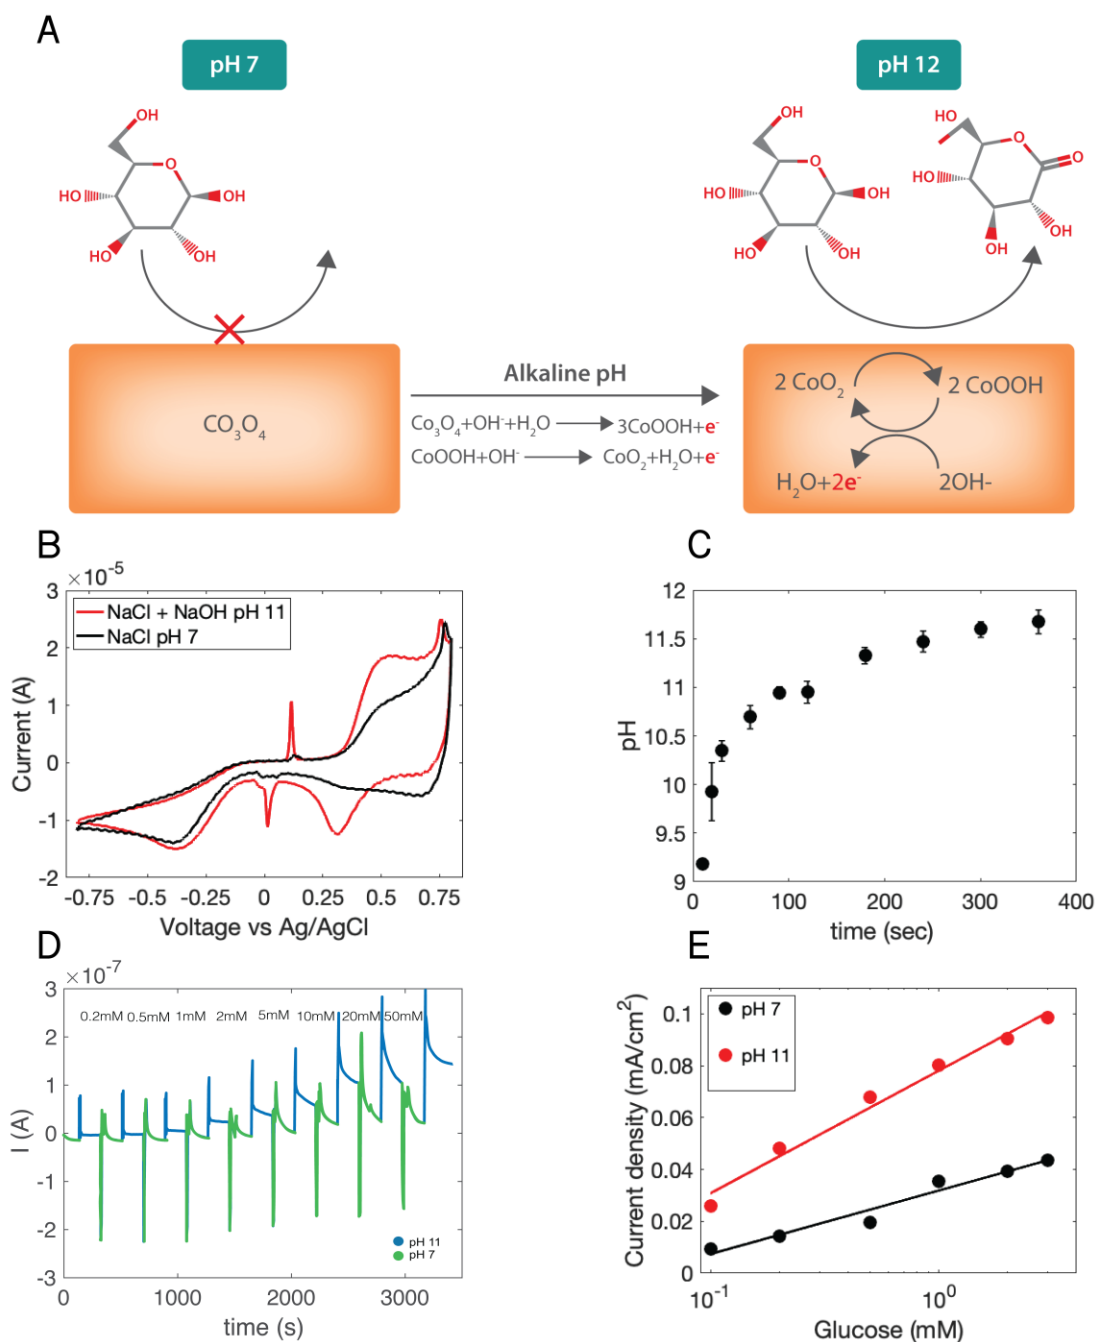 A
pH 7
pH 12
OH
O
HO
OH
HO
OH
OH
O
HO
OH
HO
OH
HO
O
O
HO
OH
OH
CO₃O₄
Alkaline pH
Co₃O₄+OH⁻+H₂O → 3CoOOH+e⁻
CoOOH+OH⁻ → CoO₂+H₂O+e⁻
2 CoO₂
2 CoOOH
H₂O+2e⁻
2OH-
B
×10⁻⁵
3
2
1
0
-1
-2
Current (A)
NaCl + NaOH pH 11
NaCl pH 7
-0.75 -0.5 -0.25 0 0.25 0.5 0.75
Voltage vs Ag/AgCl
C
12
11.5
11
10.5
10
9.5
9
pH
0 100 200 300 400
time (sec)
D
×10⁻⁷
3
2
1
0
-1
-2
-3
I (A)
0.2mM 0.5mM 1mM 2mM 5mM 10mM 20mM 50mM
pH 11
pH 7
0 1000 2000 3000
time (s)
E
0.1
0.08
0.06
0.04
0.02
0
Current density (mA/cm²)
pH 7
pH 11
10⁻¹ 10⁰
Glucose (mM)